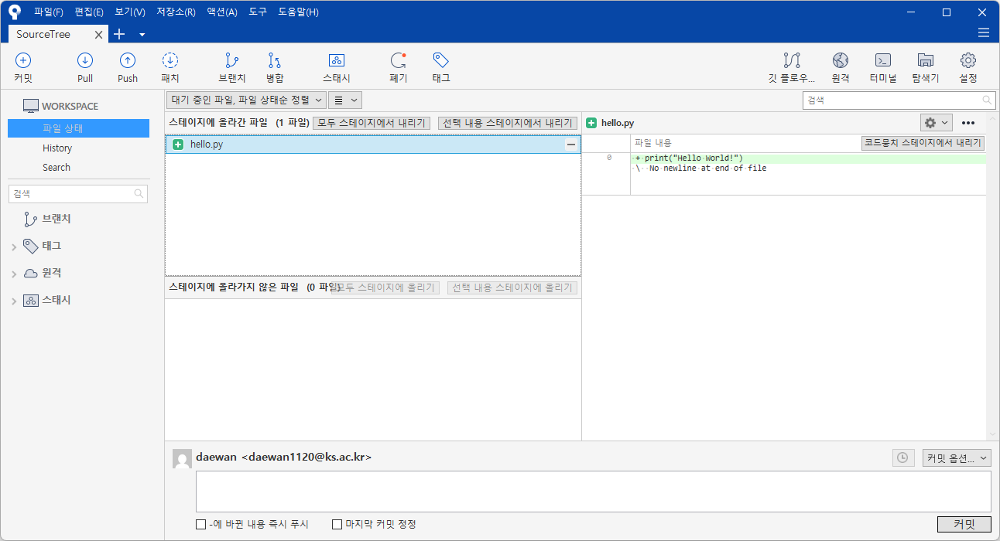 파일(F) 편집(E) 보기(V) 저장소(R) 액션(A) 도구 도움말(H)
SourceTree
커밋 Pull Push 패치 브랜치 병합 스태시 폐기 태그 깃 플로우... 원격 터미널 탐색기 설정
WORKSPACE
파일 상태
History
Search
검색
브랜치
태그
원격
스태시
대기 중인 파일, 파일 상태순 정렬
검색
스테이지에 올라간 파일 (1 파일) 모두 스테이지에서 내리기 선택 내용 스테이지에서 내리기
hello.py
스테이지에 올라가지 않은 파일 (0 파일) 모두 스테이지에 올리기 선택 내용 스테이지에 올리기
hello.py
파일 내용 코드뭉치 스테이지에서 내리기
0 + print("Hello World!")
\ No newline at end of file
daewan <daewan1120@ks.ac.kr>
커밋 옵션...
-에 바뀐 내용 즉시 푸시 마지막 커밋 정정
커밋